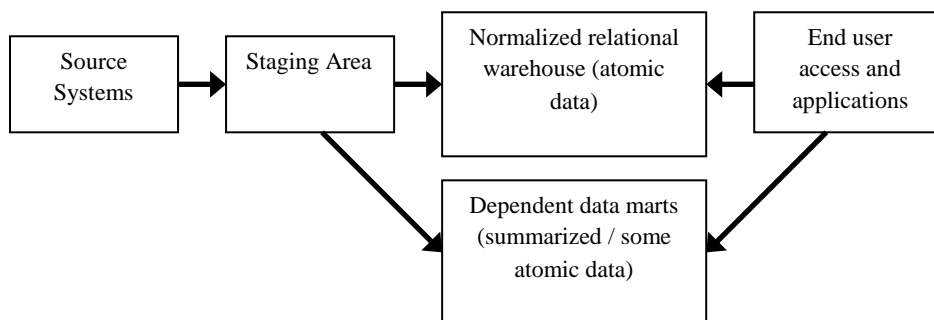 Source
Systems
Staging Area
Normalized relational
warehouse (atomic
data)
End user
access and
applications
Dependent data marts
(summarized / some
atomic data)